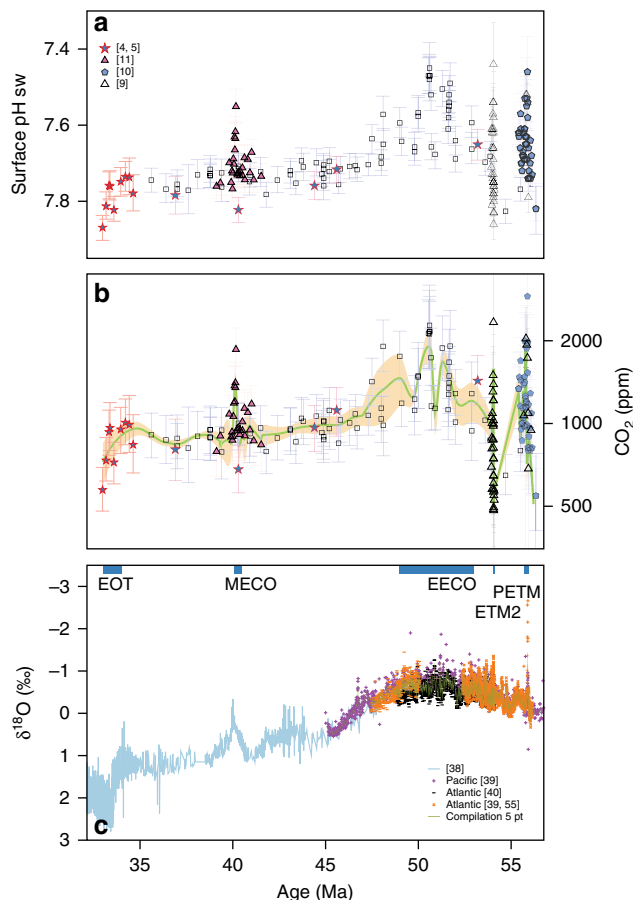 a
7.4
7.6
7.8
Surface pH sw
[4, 5]
[11]
[10]
[9]
b
2000
1000
500
CO2 (ppm)
EOT
MECO
EECO
ETM2
PETM
–3
–2
–1
0
1
2
3
δ18O (‰)
[38]
Pacific [39]
Atlantic [40]
Atlantic [39, 55]
Compilation 5 pt
c
35 40 45 50 55
Age (Ma)